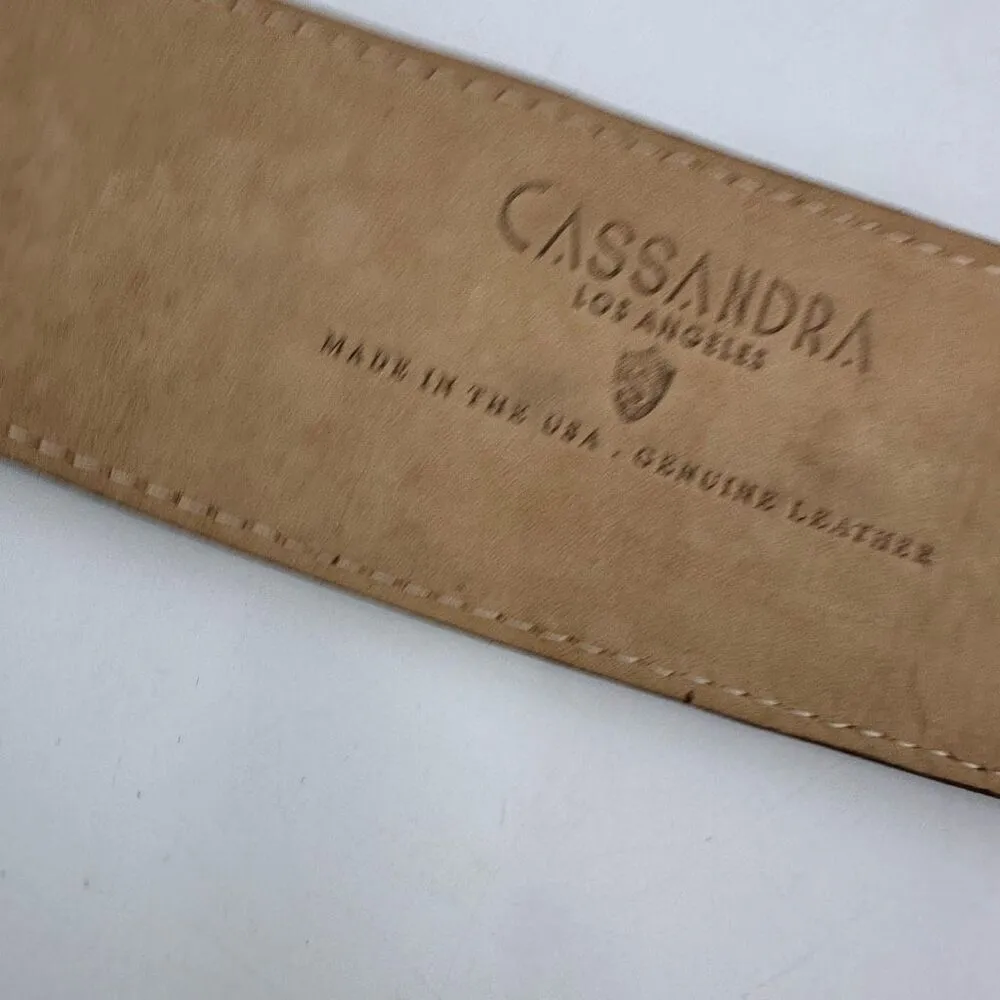 CASSANDRA
LOS ANGELES
MADE IN THE USA . GENUINE LEATHER